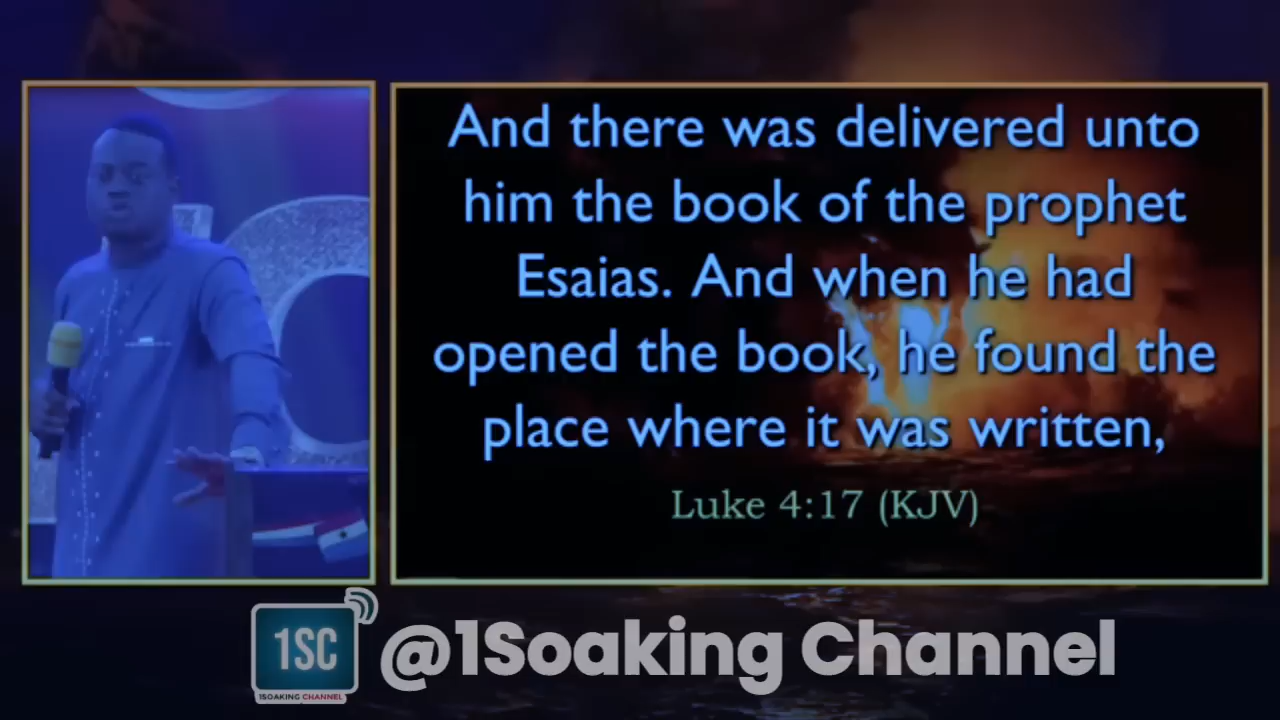 And there was delivered unto
him the book of the prophet
Esaias. And when he had
opened the book, he found the
place where it was written,
Luke 4:17 (KJV)
1SC
1SOAKING CHANNEL
@1Soaking Channel